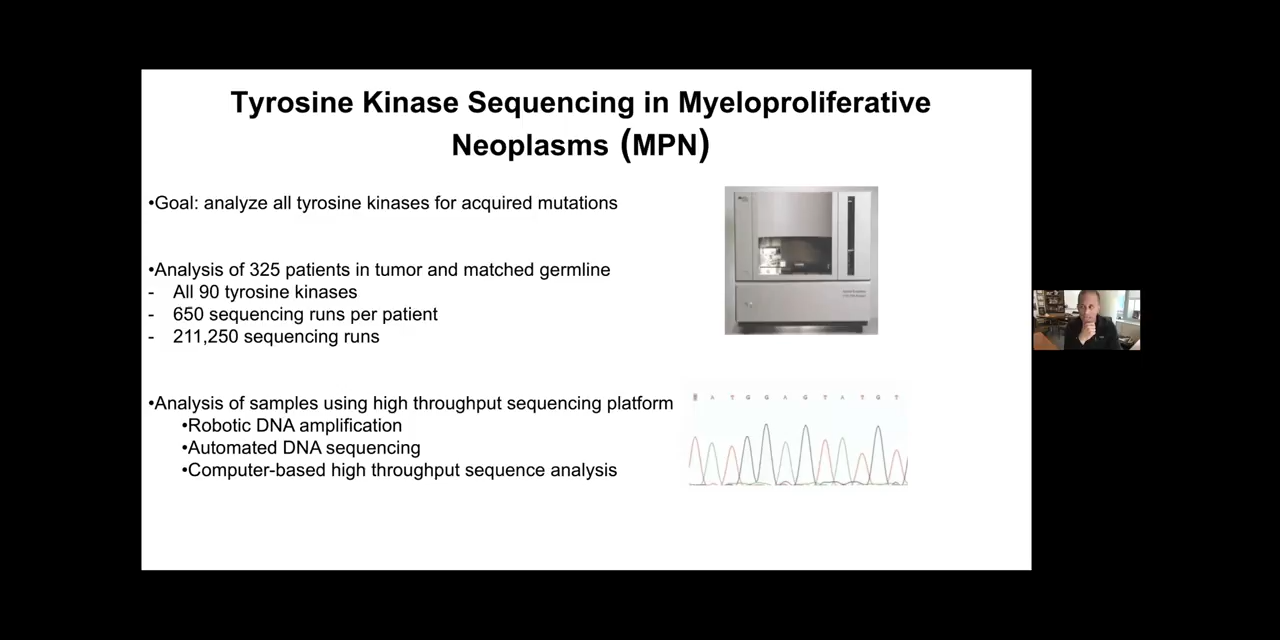 Tyrosine Kinase Sequencing in Myeloproliferative
Neoplasms (MPN)
•Goal: analyze all tyrosine kinases for acquired mutations
•Analysis of 325 patients in tumor and matched germline
- All 90 tyrosine kinases
- 650 sequencing runs per patient
- 211,250 sequencing runs
•Analysis of samples using high throughput sequencing platform
•Robotic DNA amplification
•Automated DNA sequencing
•Computer-based high throughput sequence analysis
A T G G A G T A T G T